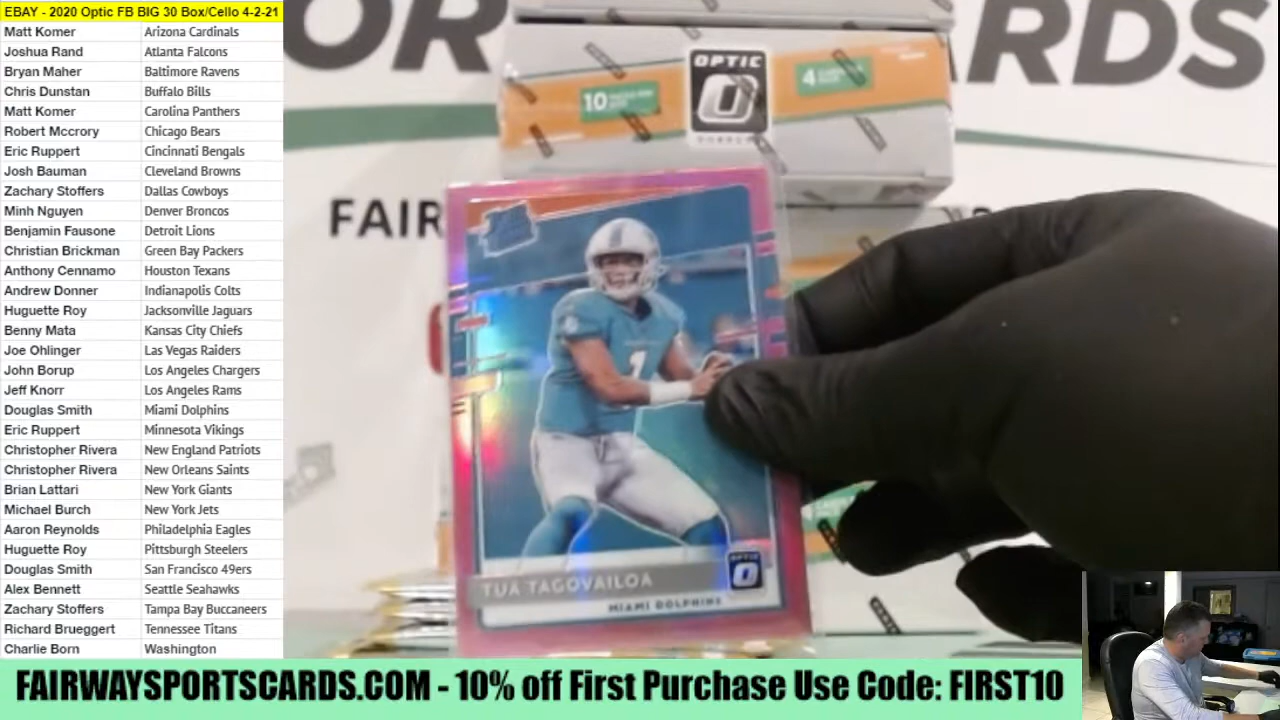 EBAY - 2020 Optic FB BIG 30 Box/Cello 4-2-21
Matt Komer Arizona Cardinals
Joshua Rand Atlanta Falcons
Bryan Maher Baltimore Ravens
Chris Dunstan Buffalo Bills
Matt Komer Carolina Panthers
Robert Mccrory Chicago Bears
Eric Ruppert Cincinnati Bengals
Josh Bauman Cleveland Browns
Zachary Stoffers Dallas Cowboys
Minh Nguyen Denver Broncos
Benjamin Fausone Detroit Lions
Christian Brickman Green Bay Packers
Anthony Cennamo Houston Texans
Andrew Donner Indianapolis Colts
Huguette Roy Jacksonville Jaguars
Benny Mata Kansas City Chiefs
Joe Ohlinger Las Vegas Raiders
John Borup Los Angeles Chargers
Jeff Knorr Los Angeles Rams
Douglas Smith Miami Dolphins
Eric Ruppert Minnesota Vikings
Christopher Rivera New England Patriots
Christopher Rivera New Orleans Saints
Brian Lattari New York Giants
Michael Burch New York Jets
Aaron Reynolds Philadelphia Eagles
Huguette Roy Pittsburgh Steelers
Douglas Smith San Francisco 49ers
Alex Bennett Seattle Seahawks
Zachary Stoffers Tampa Bay Buccaneers
Richard Brueggert Tennessee Titans
Charlie Born Washington
OR
ARDS
OPTIC
10
4
FAIR
1
OPTIC
TUA TAGOVAILOA
MIAMI DOLPHINS
FAIRWAYSPORTSCARDS.COM - 10% off First Purchase Use Code: FIRST10